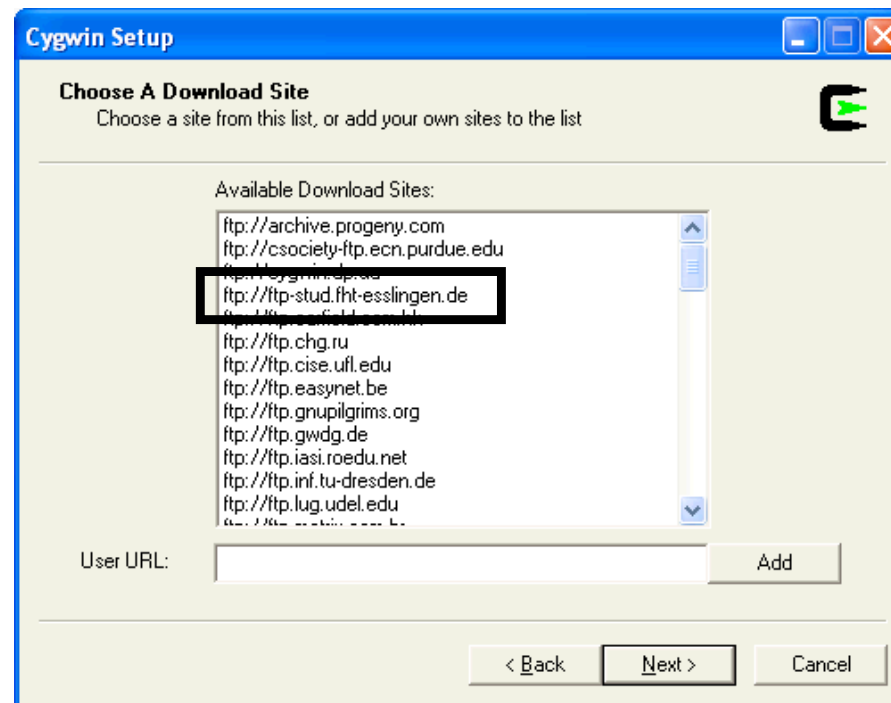 Cygwin Setup
Choose A Download Site
Choose a site from this list, or add your own sites to the list
Available Download Sites:
ftp://archive.progeny.com
ftp://csociety-ftp.ecn.purdue.edu
ftp://cygwin.dp.ua
ftp://ftp-stud.fht-esslingen.de
ftp://ftp.chg.ru
ftp://ftp.cise.ufl.edu
ftp://ftp.easynet.be
ftp://ftp.gnupilgrims.org
ftp://ftp.gwdg.de
ftp://ftp.iasi.roedu.net
ftp://ftp.inf.tu-dresden.de
ftp://ftp.lug.udel.edu
User URL:
Add
< Back
Next >
Cancel